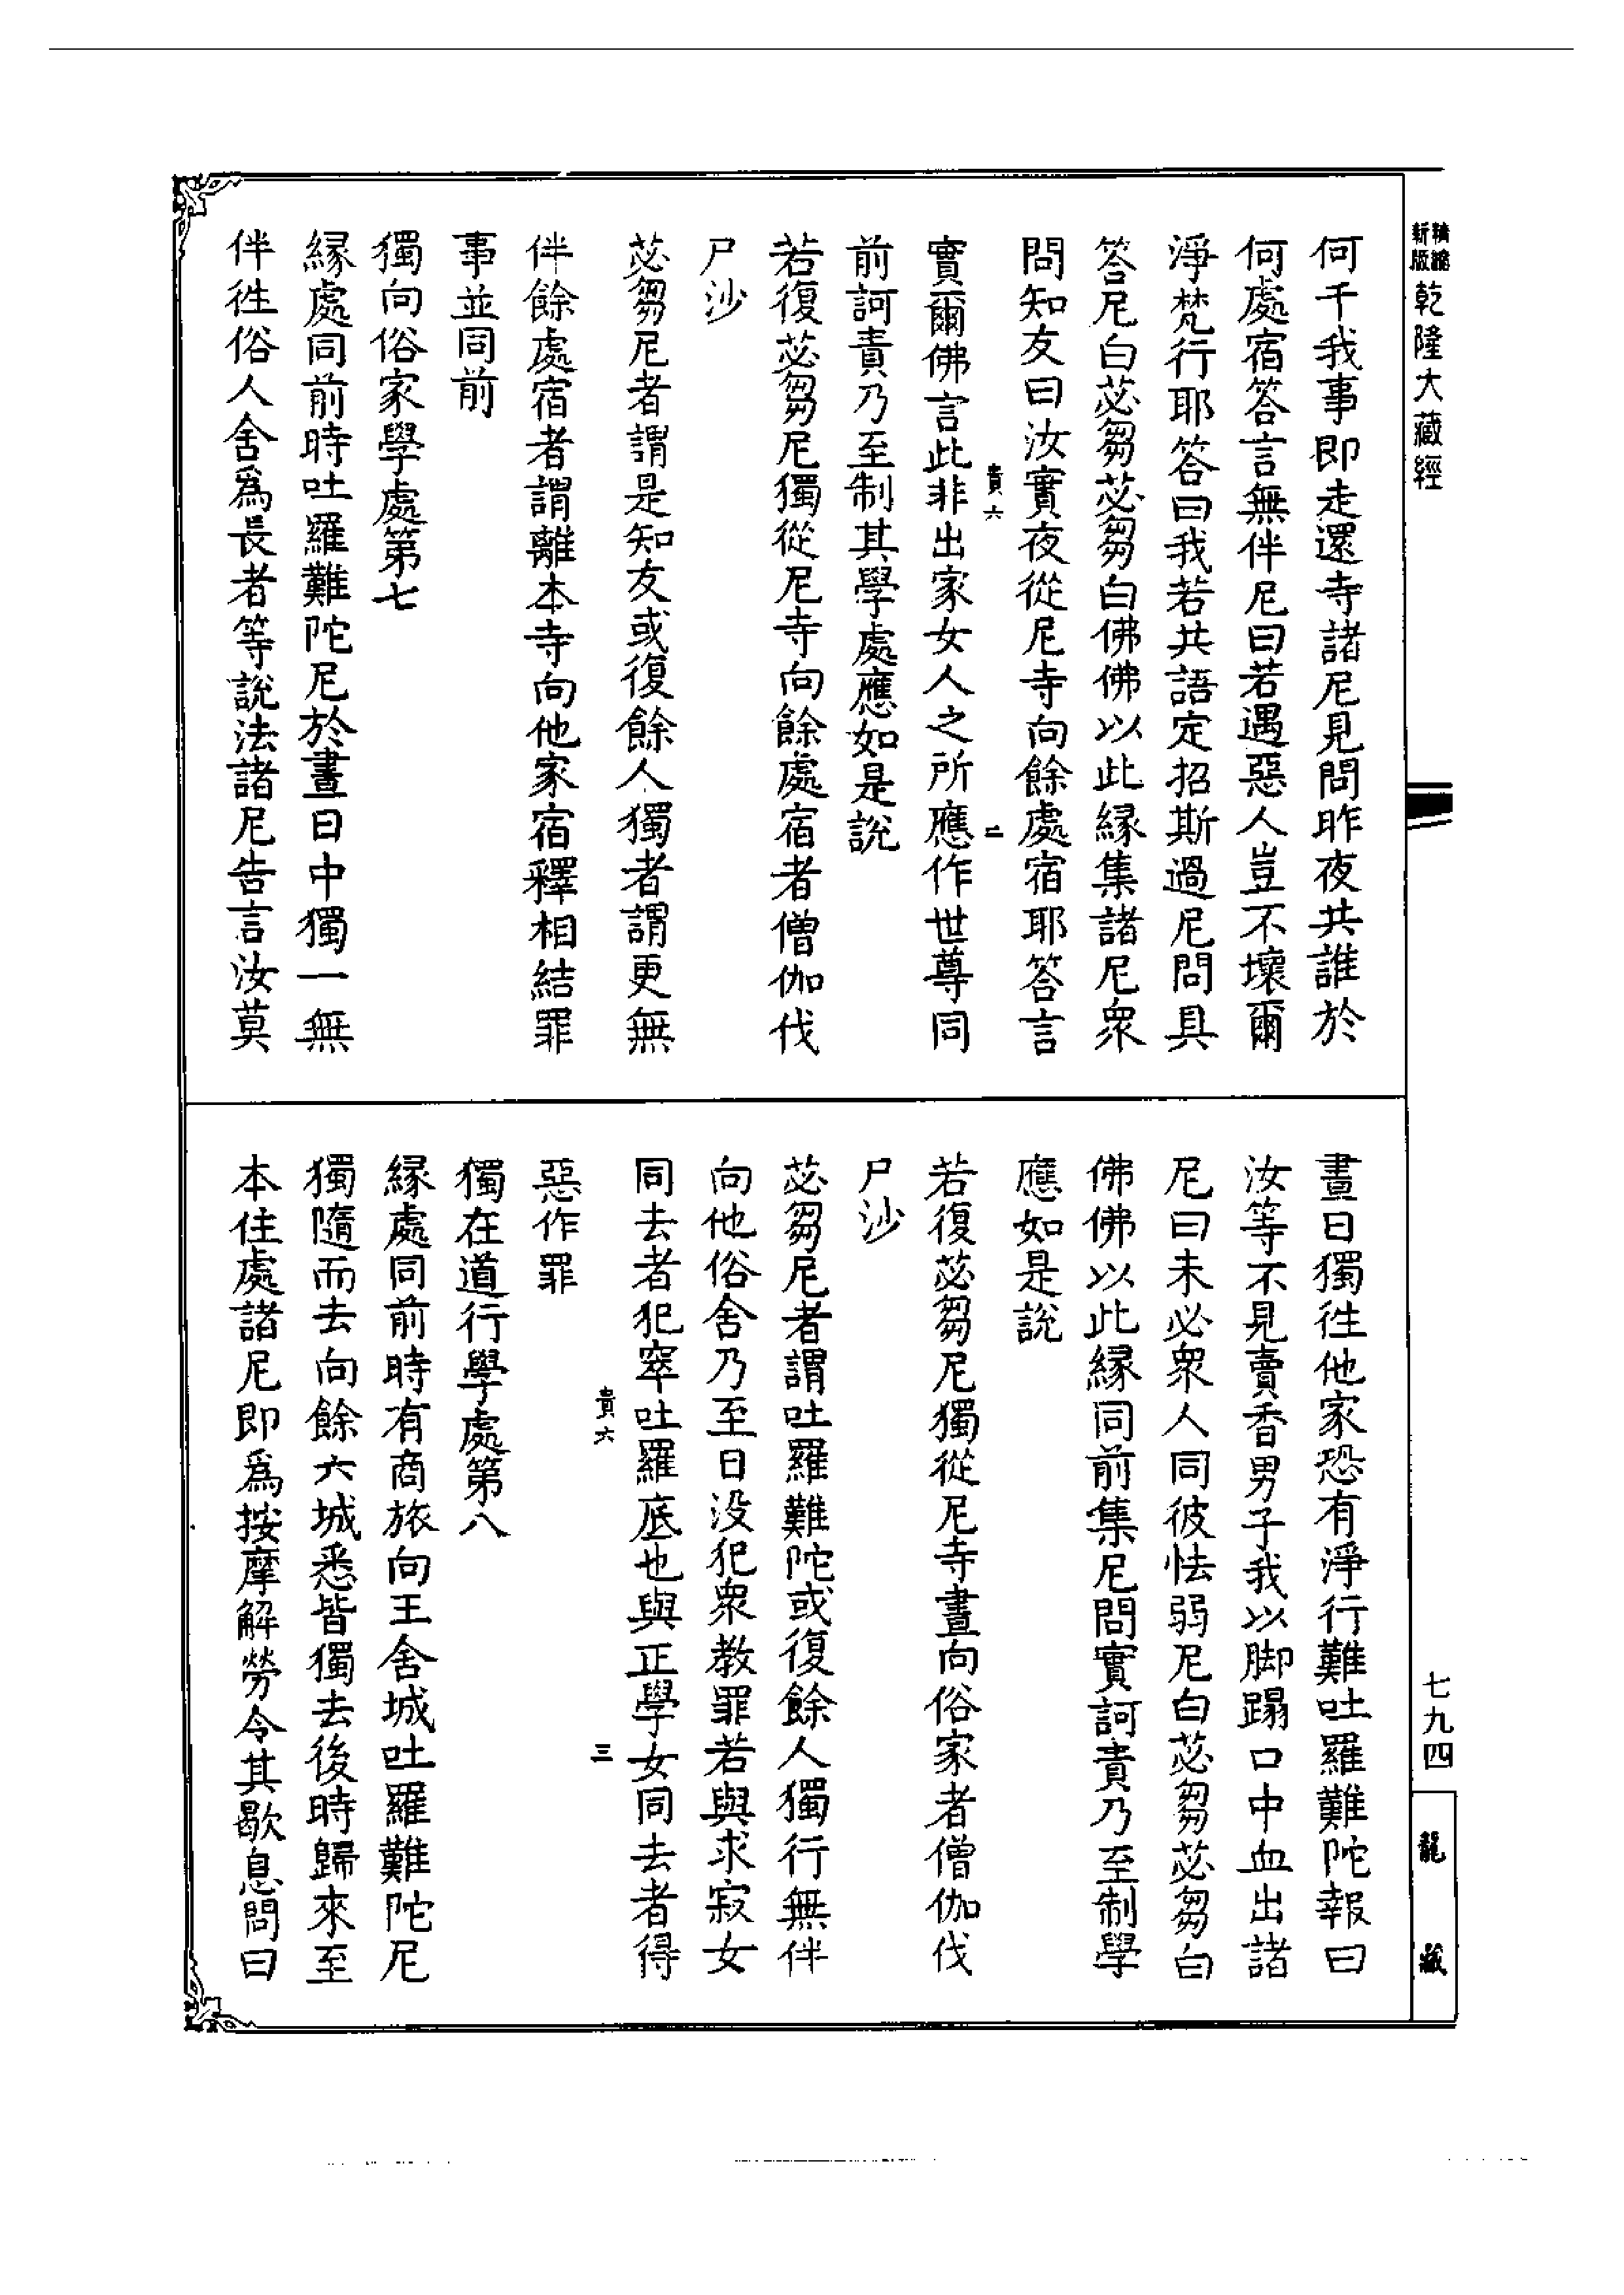 精縮新版乾隆大藏經
何干我事即走還寺諸尼見問昨夜共誰於
何處宿答言無伴尼曰若遇惡人豈不壞爾
淨梵行耶答曰我若共語定招斯過尼問具
答尼白苾芻苾芻白佛佛以此緣集諸尼眾
問知友曰汝實夜從尼寺向餘處宿耶答言
貴六 二
實爾佛言此非出家女人之所應作世尊同
前訶責乃至制其學處應如是說
若復苾芻尼獨從尼寺向餘處宿者僧伽伐
尸沙
苾芻尼者謂是知友或復餘人獨者謂更無
伴餘處宿者謂離本寺向他家宿釋相結罪
事並同前
獨向俗家學處第七
緣處同前時吐羅難陀尼於晝日中獨一無
伴徃俗人舍爲長者等說法諸尼告言汝莫
晝日獨徃他家恐有淨行難吐羅難陀報曰
汝等不見賣香男子我以脚蹋口中血出諸
尼曰未必衆人同彼怯弱尼白苾芻苾芻白
佛佛以此緣同前集尼問實訶責乃至制學
應如是說
若復苾芻尼獨從尼寺晝向俗家者僧伽伐
尸沙
苾芻尼者謂吐羅難陀或復餘人獨行無伴
向他俗舍乃至日没犯衆教罪若與求寂女
同去者犯窣吐羅底也與正學女同去者得
貴六 三
惡作罪
獨在道行學處第八
緣處同前時有商旅向王舍城吐羅難陀尼
獨隨而去向餘六城悉皆獨去後時歸來至
本住處諸尼即爲按摩解勞令其歇息問曰
七九四
龍藏